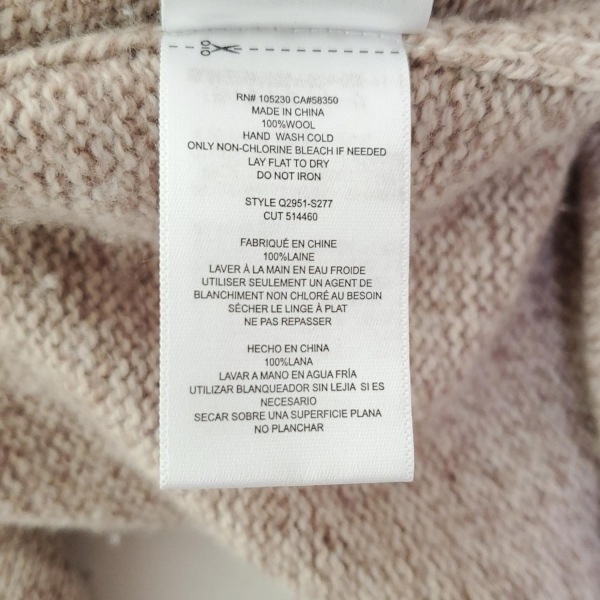 RN# 105230 CA#58350
MADE IN CHINA
100%WOOL
HAND WASH COLD
ONLY NON-CHLORINE BLEACH IF NEEDED
LAY FLAT TO DRY
DO NOT IRON
STYLE Q2951-S277
CUT 514460
FABRIQUÉ EN CHINE
100%LAINE
LAVER À LA MAIN EN EAU FROIDE
UTILISER SEULEMENT UN AGENT DE
BLANCHIMENT NON CHLORÉ AU BESOIN
SÉCHER LE LINGE À PLAT
NE PAS REPASSER
HECHO EN CHINA
100%LANA
LAVAR A MANO EN AGUA FRÍA
UTILIZAR BLANQUEADOR SIN LEJIA SI ES
NECESARIO
SECAR SOBRE UNA SUPERFICIE PLANA
NO PLANCHAR